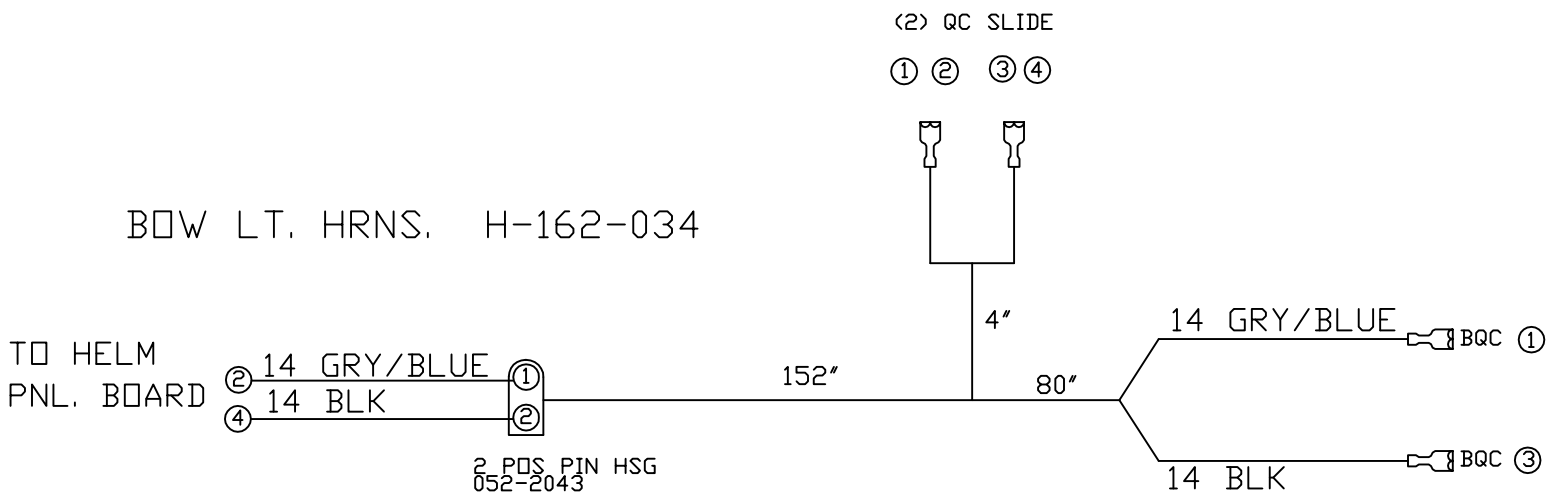 (2) QC SLIDE
① ② ③ ④
BOW LT. HRNS. H-162-034
4"
14 GRY/BLUE
BQC ①
TO HELM
PNL. BOARD
② 14 GRY/BLUE ①
④ 14 BLK ②
152"
80"
2 POS PIN HSG
052-2043
BQC ③
14 BLK